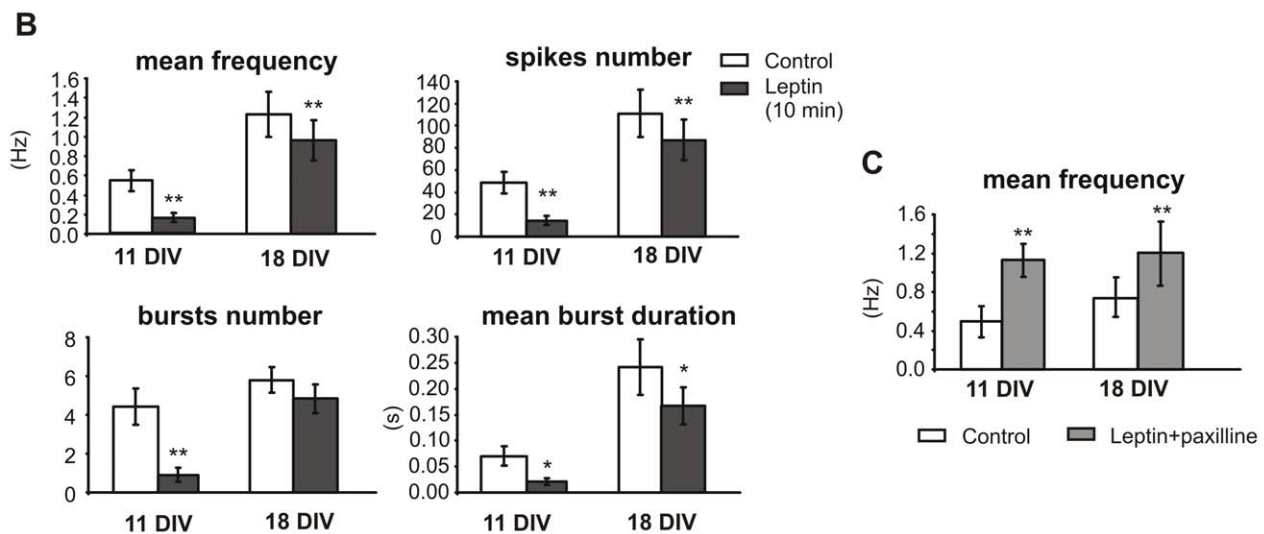 B
mean frequency
(Hz)
1.6
1.4
1.2
1.0
0.8
0.6
0.4
0.2
0.0
**
**
11 DIV
18 DIV
spikes number
140
120
100
80
60
40
20
0
**
**
11 DIV
18 DIV
Control
Leptin
(10 min)
bursts number
8
6
4
2
0
**
11 DIV
18 DIV
mean burst duration
(s)
0.30
0.25
0.20
0.15
0.10
0.05
0.00
*
*
11 DIV
18 DIV
C
mean frequency
(Hz)
1.6
1.2
0.8
0.4
0.0
**
**
11 DIV
18 DIV
Control
Leptin+paxilline